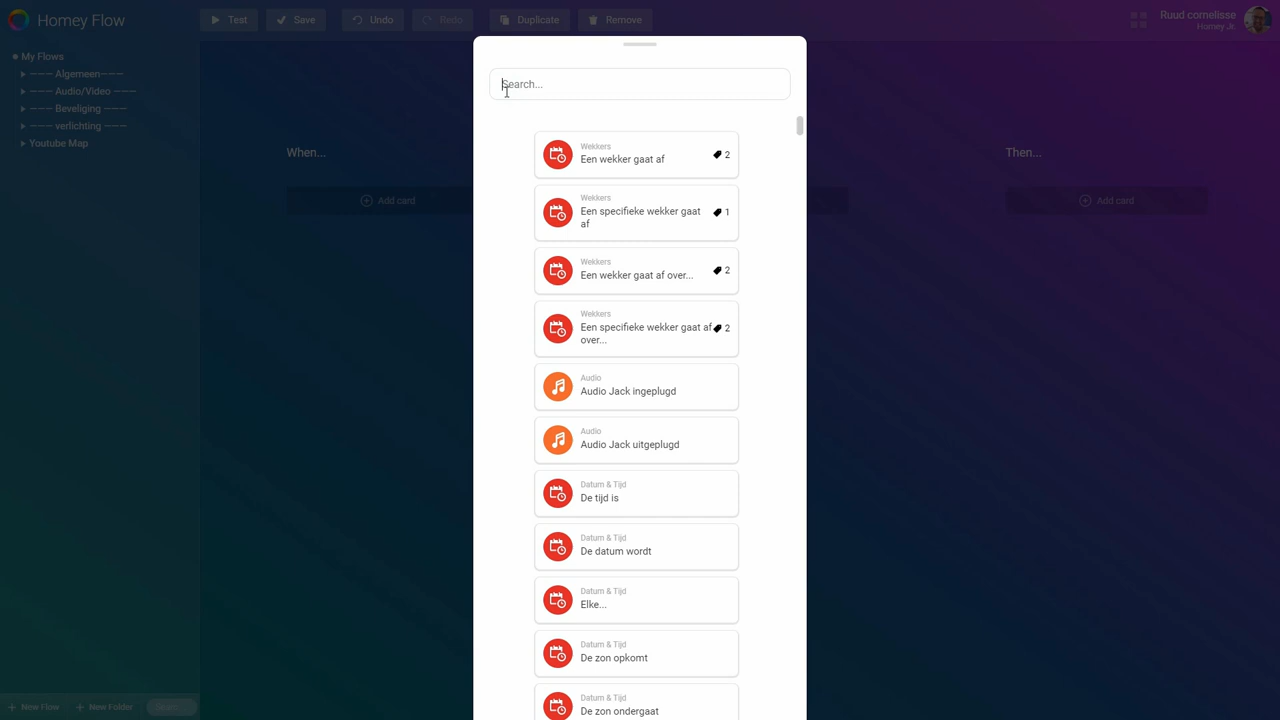 Homey Flow
Test
Save
Undo
Redo
Duplicate
Remove
Ruud cornelisse
Homey Jr.
My Flows
——— Algemeen———
——— Audio/Video ———
——— Beveliging ———
——— verlichting ———
Youtube Map
New Flow
New Folder
When...
Add card
Then...
Add card
Search...
Wekkers
Een wekker gaat af
2
Wekkers
Een specifieke wekker gaat
af
1
Wekkers
Een wekker gaat af over...
2
Wekkers
Een specifieke wekker gaat af
over...
2
Audio
Audio Jack ingeplugd
Audio
Audio Jack uitgeplugd
Datum & Tijd
De tijd is
Datum & Tijd
De datum wordt
Datum & Tijd
Elke...
Datum & Tijd
De zon opkomt
Datum & Tijd
De zon ondergaat